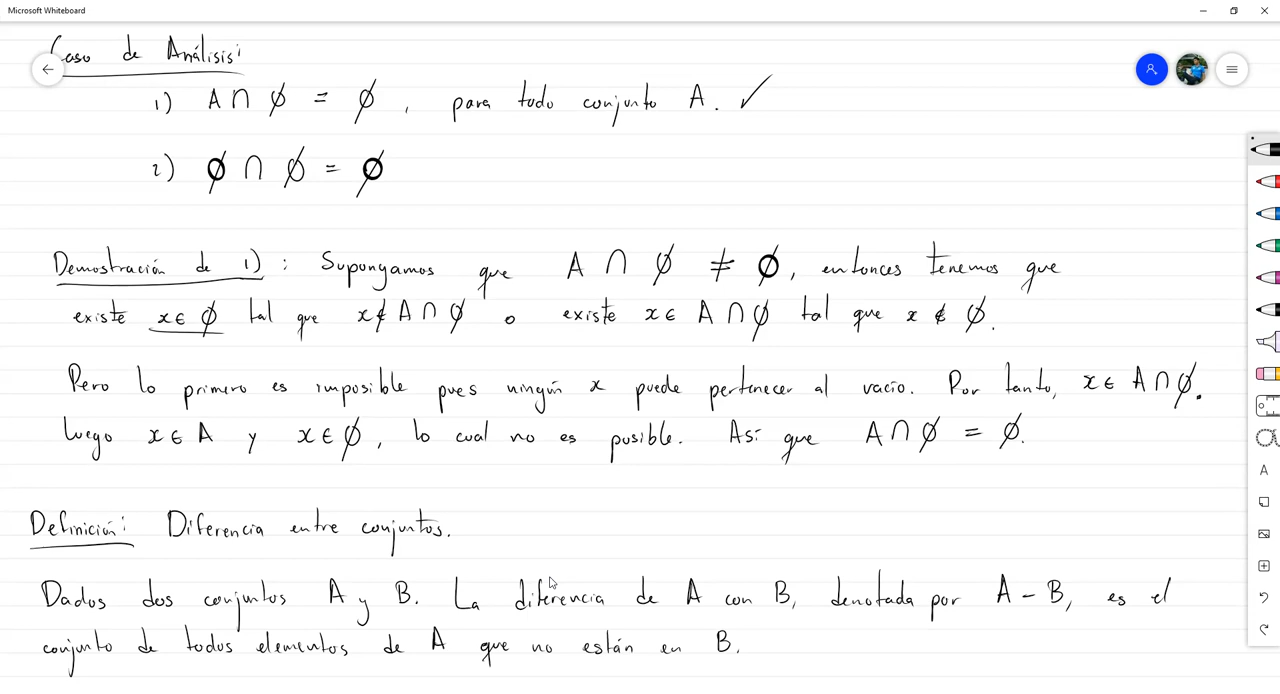 Microsoft Whiteboard
Caso de Análisis:
1) A ∩ ∅ = ∅, para todo conjunto A. ✓
2) ∅ ∩ ∅ = ∅
Demostración de 1) : Supongamos que A ∩ ∅ ≠ ∅, entonces tenemos que
existe x ∈ ∅ tal que x ∉ A ∩ ∅ o existe x ∈ A ∩ ∅ tal que x ∉ ∅.
Pero lo primero es imposible pues ningún x puede pertenecer al vacío. Por tanto, x ∈ A ∩ ∅.
Luego x ∈ A y x ∈ ∅, lo cual no es posible. Así que A ∩ ∅ = ∅.
Definición: Diferencia entre conjuntos.
Dados dos conjuntos A y B. La diferencia de A con B, denotada por A - B, es el
conjunto de todos elementos de A que no están en B.
A